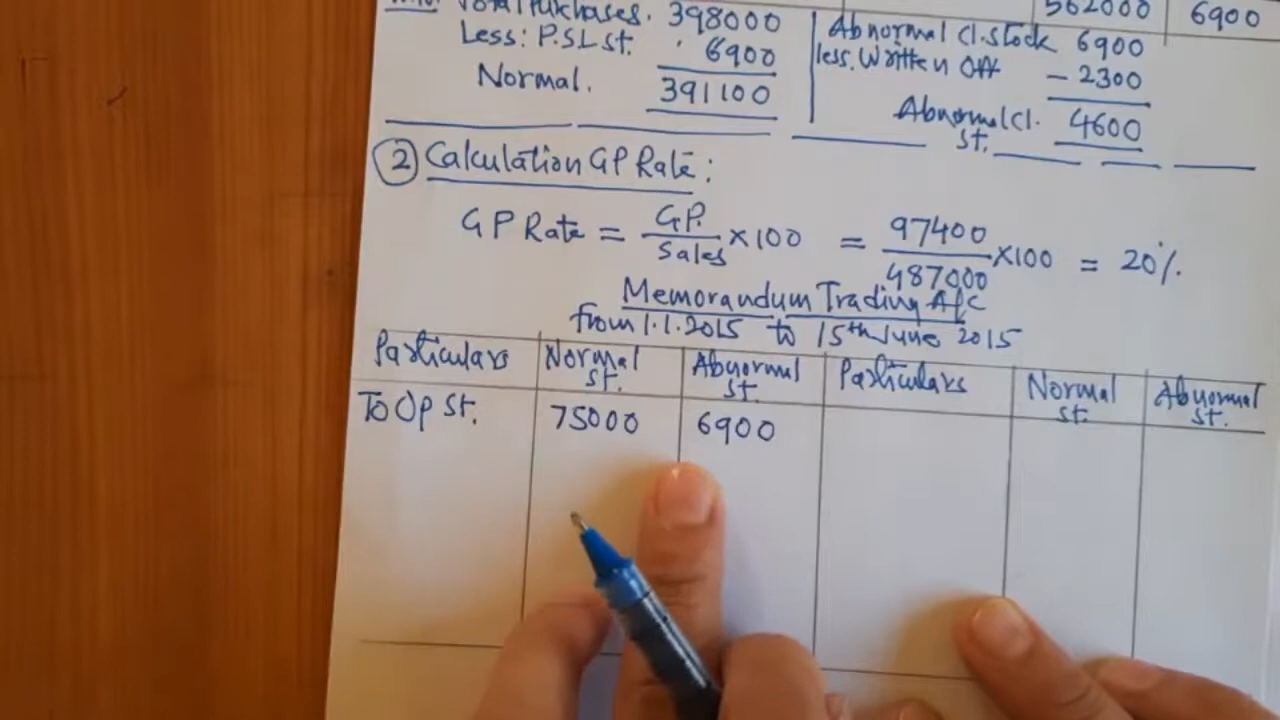 Total Purchases. 398000
Less: P.SL st. 6900
Normal. 391100
562000 6900
Abnormal Cl. stock 6900
less. Written Off - 2300
Abnormal Cl. st. 4600
2 Calculation GP Rate:
GP Rate = GP. / Sales x100 = 97400 / 487000 x100 = 20%
Memorandum Trading A/c
from 1.1.2015 to 15th June 2015
Particulars Normal st. Abnormal st. Particulars Normal st. Abnormal st.
To Op st. 75000 6900